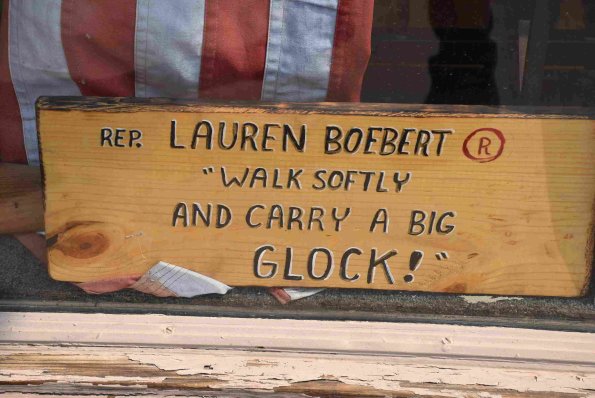 REP. LAUREN BOEBERT R
"WALK SOFTLY
AND CARRY A BIG
GLOCK!"